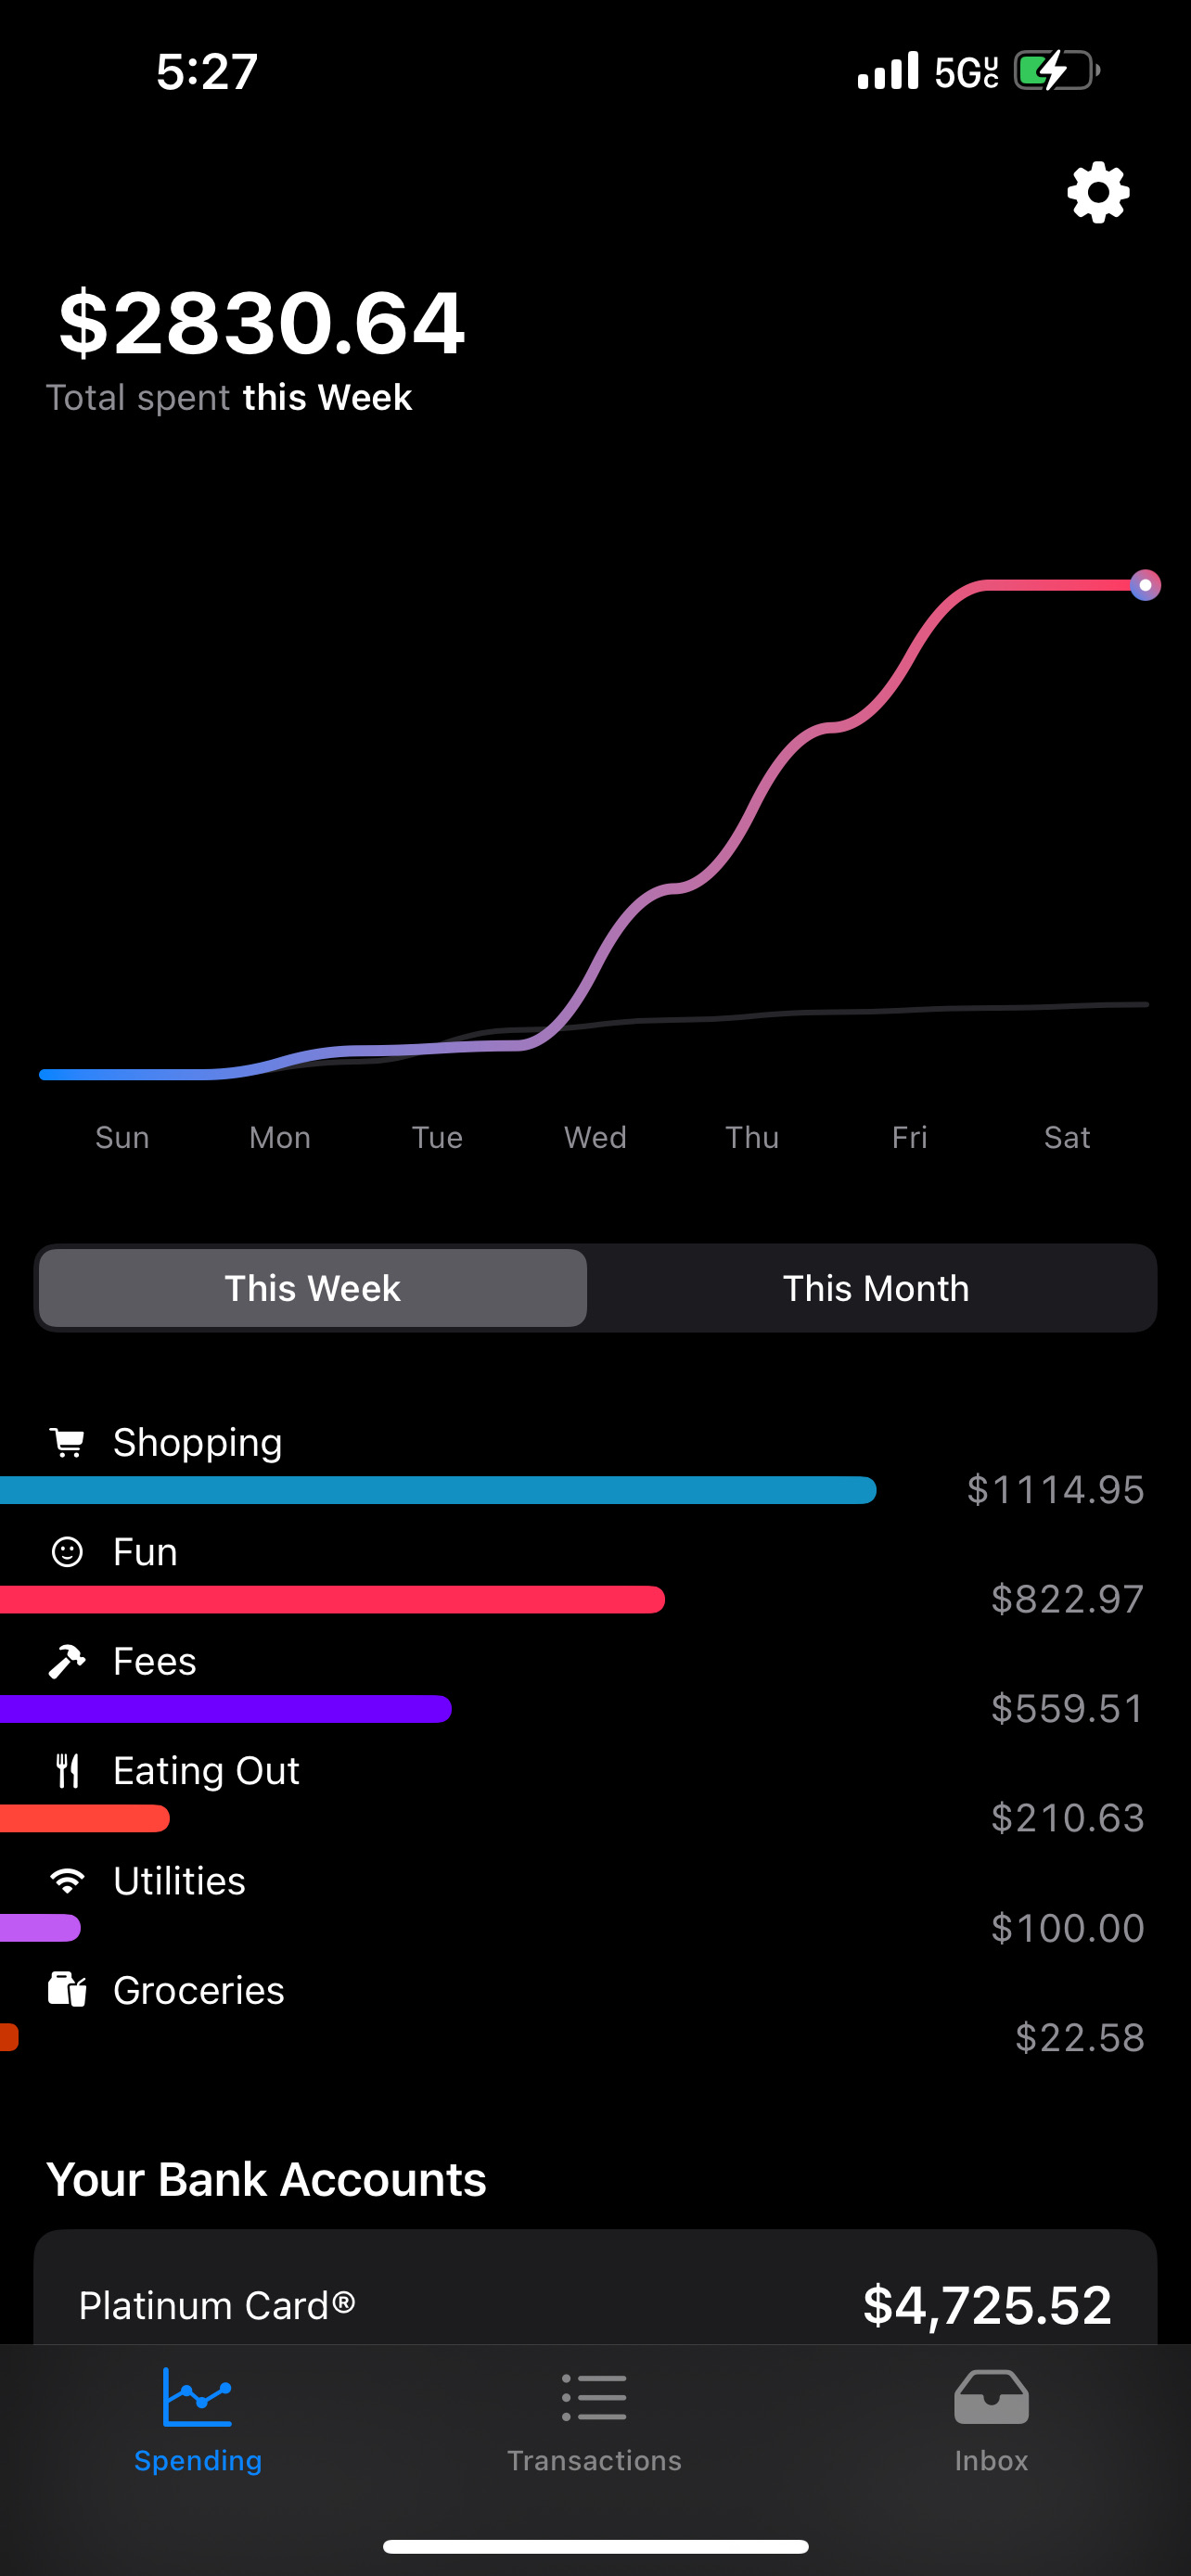 5:27
5GUC
$2830.64
Total spent this Week
Sun Mon Tue Wed Thu Fri Sat
This Week This Month
Shopping
$1114.95
Fun
$822.97
Fees
$559.51
Eating Out
$210.63
Utilities
$100.00
Groceries
$22.58
Your Bank Accounts
Platinum Card® $4,725.52
Spending Transactions Inbox